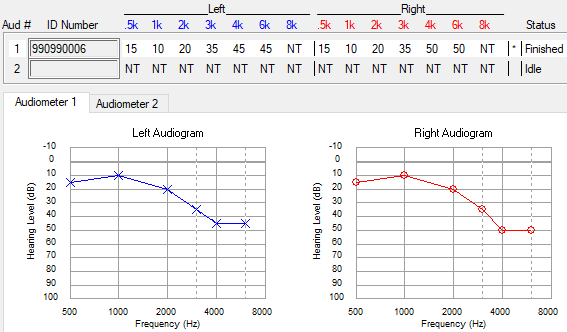 Left Right
Aud # ID Number .5k 1k 2k 3k 4k 6k 8k .5k 1k 2k 3k 4k 6k 8k Status
1 990990006 15 10 20 35 45 45 NT 15 10 20 35 50 50 NT * Finished
2 NT NT NT NT NT NT NT NT NT NT NT NT NT NT Idle
Audiometer 1 Audiometer 2
Left Audiogram
Hearing Level (dB)
-10
0
10
20
30
40
50
60
70
80
90
100
500 1000 2000 4000 8000
Frequency (Hz)
Right Audiogram
Hearing Level (dB)
-10
0
10
20
30
40
50
60
70
80
90
100
500 1000 2000 4000 8000
Frequency (Hz)